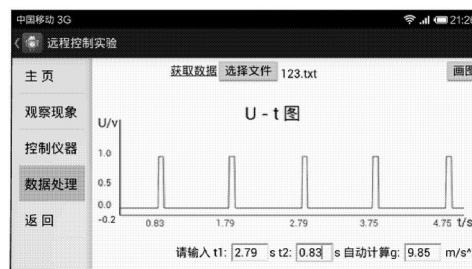 中国移动 3G 21:26
远程控制实验
主页
观察现象
控制仪器
数据处理
返回
获取数据 选择文件 123.txt 画图
U - t 图
U/v
1.0
0.5
0.0
-0.2
0.83 1.79 2.79 3.75 4.75 t/s
请输入 t1: 2.79 s t2: 0.83 s 自动计算g: 9.85 m/s^